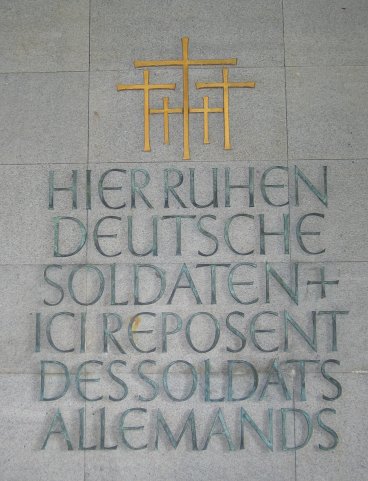 HIER RUHEN
DEUTSCHE
SOLDATEN +
ICI REPOSENT
DES SOLDATS
ALLEMANDS